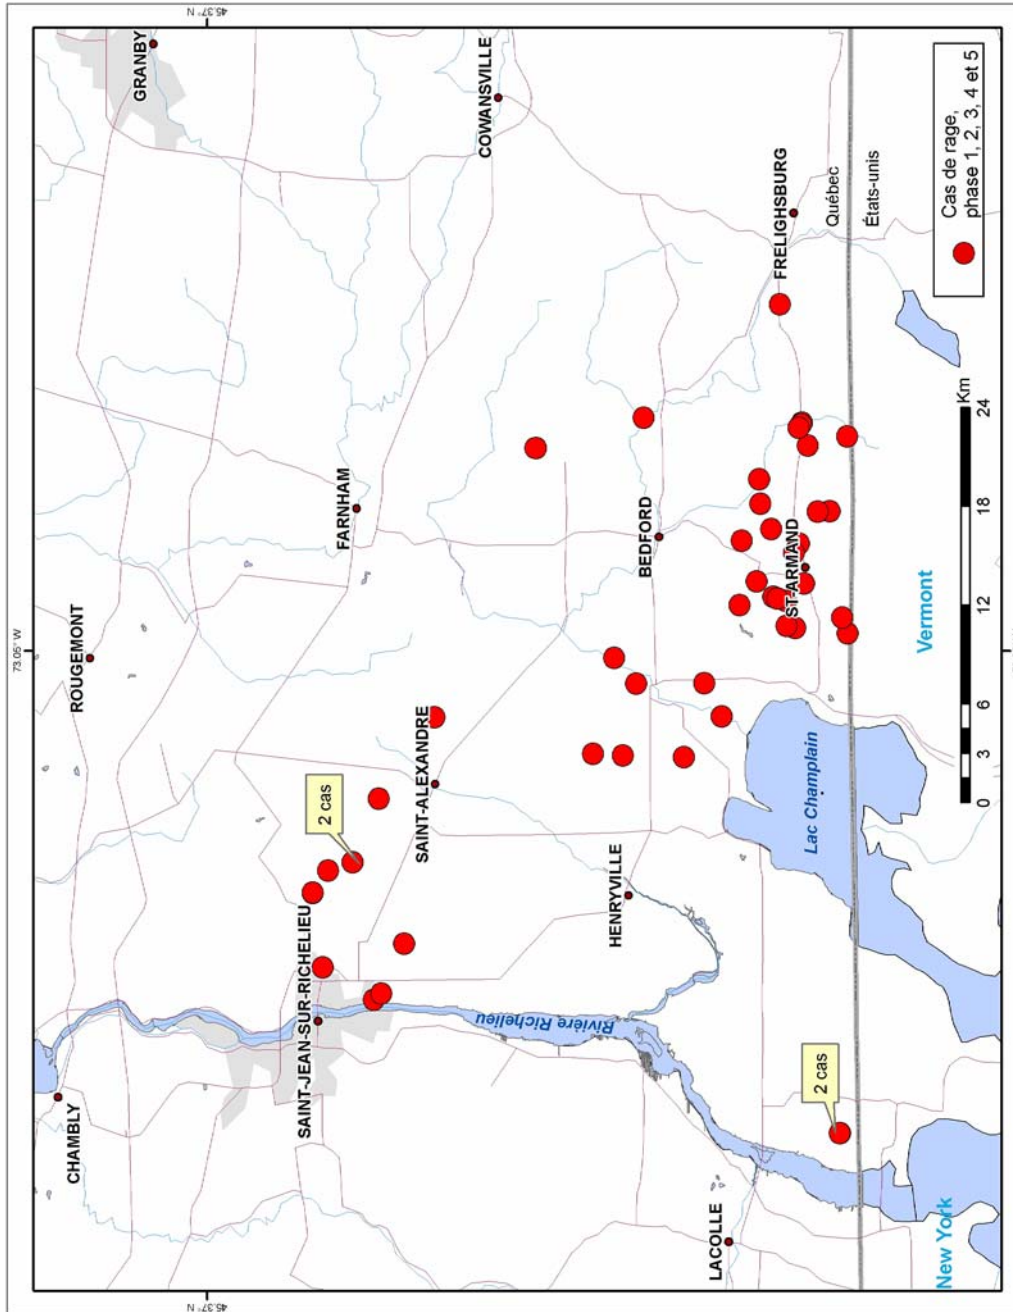 73.05° W
45.37° N
45.37° N
CHAMBLY
ROUGEMONT
GRANBY
SAINT-JEAN-SUR-RICHELIEU
2 cas
FARNHAM
SAINT-ALEXANDRE
COWANSVILLE
Rivière Richelieu
HENRYVILLE
BEDFORD
LACOLLE
2 cas
Lac Champlain
ST-ARMAND
FRELIGHSBURG
Québec
États-unis
New York
Vermont
0 3 6 12 18 24
Km
Cas de rage,
phase 1, 2, 3, 4 et 5